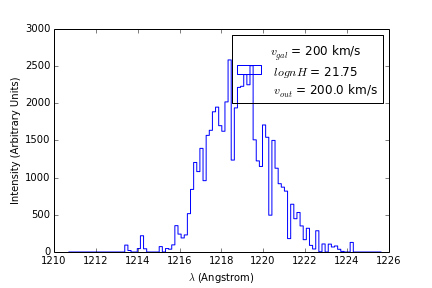 3000
2500
2000
1500
1000
500
0
Intensity (Arbitrary Units)
v_gal = 200 km/s
lognH = 21.75
v_out = 200.0 km/s
1210 1212 1214 1216 1218 1220 1222 1224 1226
λ (Angstrom)